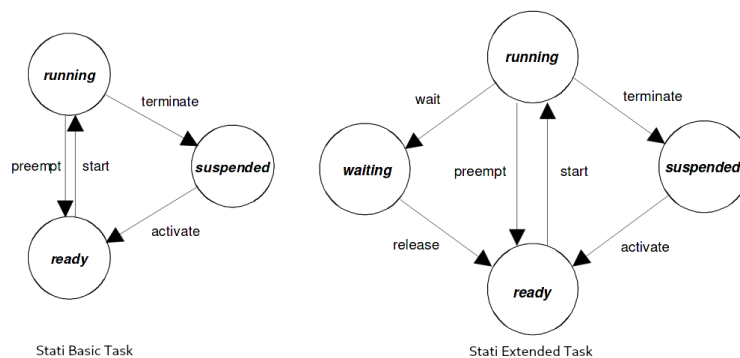 running
terminate
preempt
start
suspended
activate
ready
Stati Basic Task
running
wait
terminate
waiting
preempt
start
suspended
release
activate
ready
Stati Extended Task